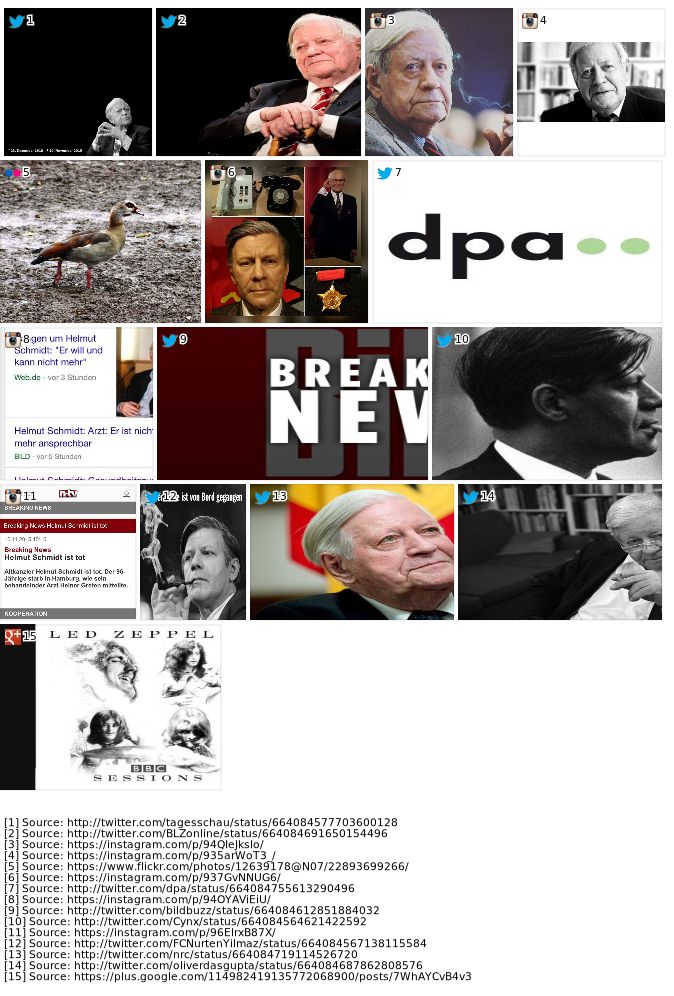 1
2
3
4
* 23. Dezember 1918 † 10. November 2015
5
6
7
dpa
8
gen um Helmut
Schmidt: "Er will und
kann nicht mehr"
Web.de - vor 3 Stunden
Helmut Schmidt: Arzt: Er ist nicht
mehr ansprechbar
BILD - vor 5 Stunden
9
BREAK
NEW
10
11
n-tv
BREAKING NEWS
Breaking News Helmut Schmidt ist tot
Breaking News
Helmut Schmidt ist tot
Altkanzler Helmut Schmidt ist tot. Der 96-
Jährige starb in Hamburg, wie sein
behandelnder Arzt Heiner Greten mitteilte.
KOOPERATION
12
ist von Bord gegangen
13
14
g+ 15
LED ZEPPEL
BBC
SESSIONS
[1] Source: http://twitter.com/tagesschau/status/664084577703600128
[2] Source: http://twitter.com/BLZonline/status/664084691650154496
[3] Source: https://instagram.com/p/94QleJksIo/
[4] Source: https://instagram.com/p/935arWoT3_/
[5] Source: https://www.flickr.com/photos/12639178@N07/22893699266/
[6] Source: https://instagram.com/p/937GvNNUG6/
[7] Source: http://twitter.com/dpa/status/664084755613290496
[8] Source: https://instagram.com/p/94OYAViEiU/
[9] Source: http://twitter.com/bildbuzz/status/664084612851884032
[10] Source: http://twitter.com/Cynx/status/664084564621422592
[11] Source: https://instagram.com/p/96ElrxB87X/
[12] Source: http://twitter.com/FCNurtenYilmaz/status/664084567138115584
[13] Source: http://twitter.com/nrc/status/664084719114526720
[14] Source: http://twitter.com/oliverdasgupta/status/664084687862808576
[15] Source: https://plus.google.com/114982419135772068900/posts/7WhAYCvB4v3